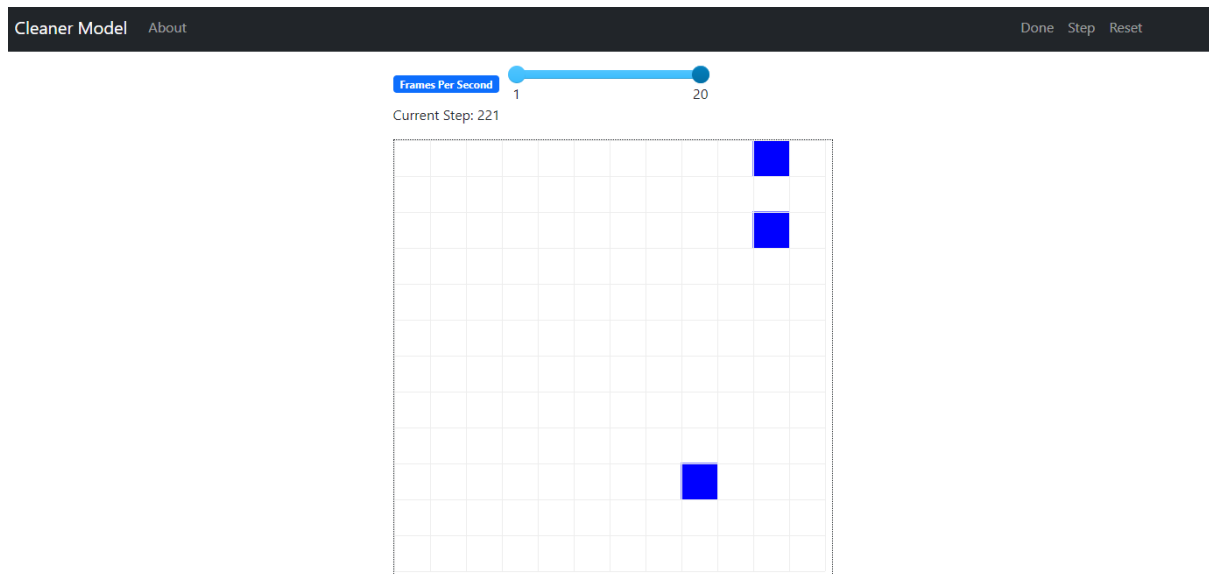 Cleaner Model About Done Step Reset
Frames Per Second
1 20
Current Step: 221